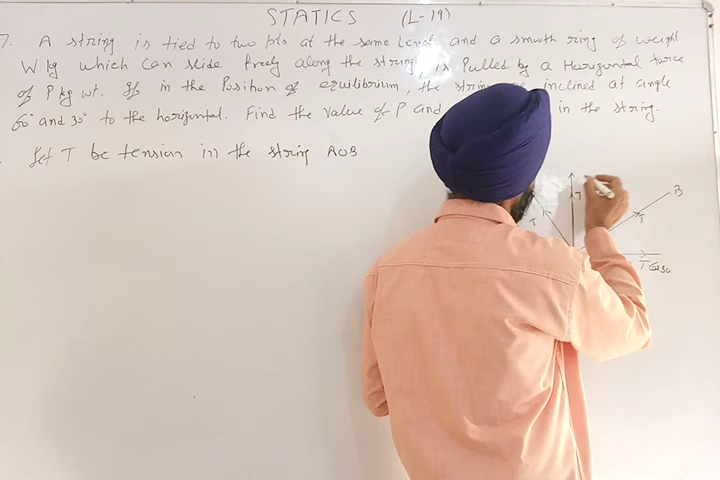 STATICS (L-19)
7. A string is tied to two pts at the same level and a smooth ring of weight
W kg which can slide freely along the string is pulled by a Horizontal force
of P kg wt. If in the position of equilibrium, the string inclined at angle
60° and 30° to the horizontal. Find the value of P and in the string.
Let T be tension in the string AOB
T
T
B
T
T Cos 30